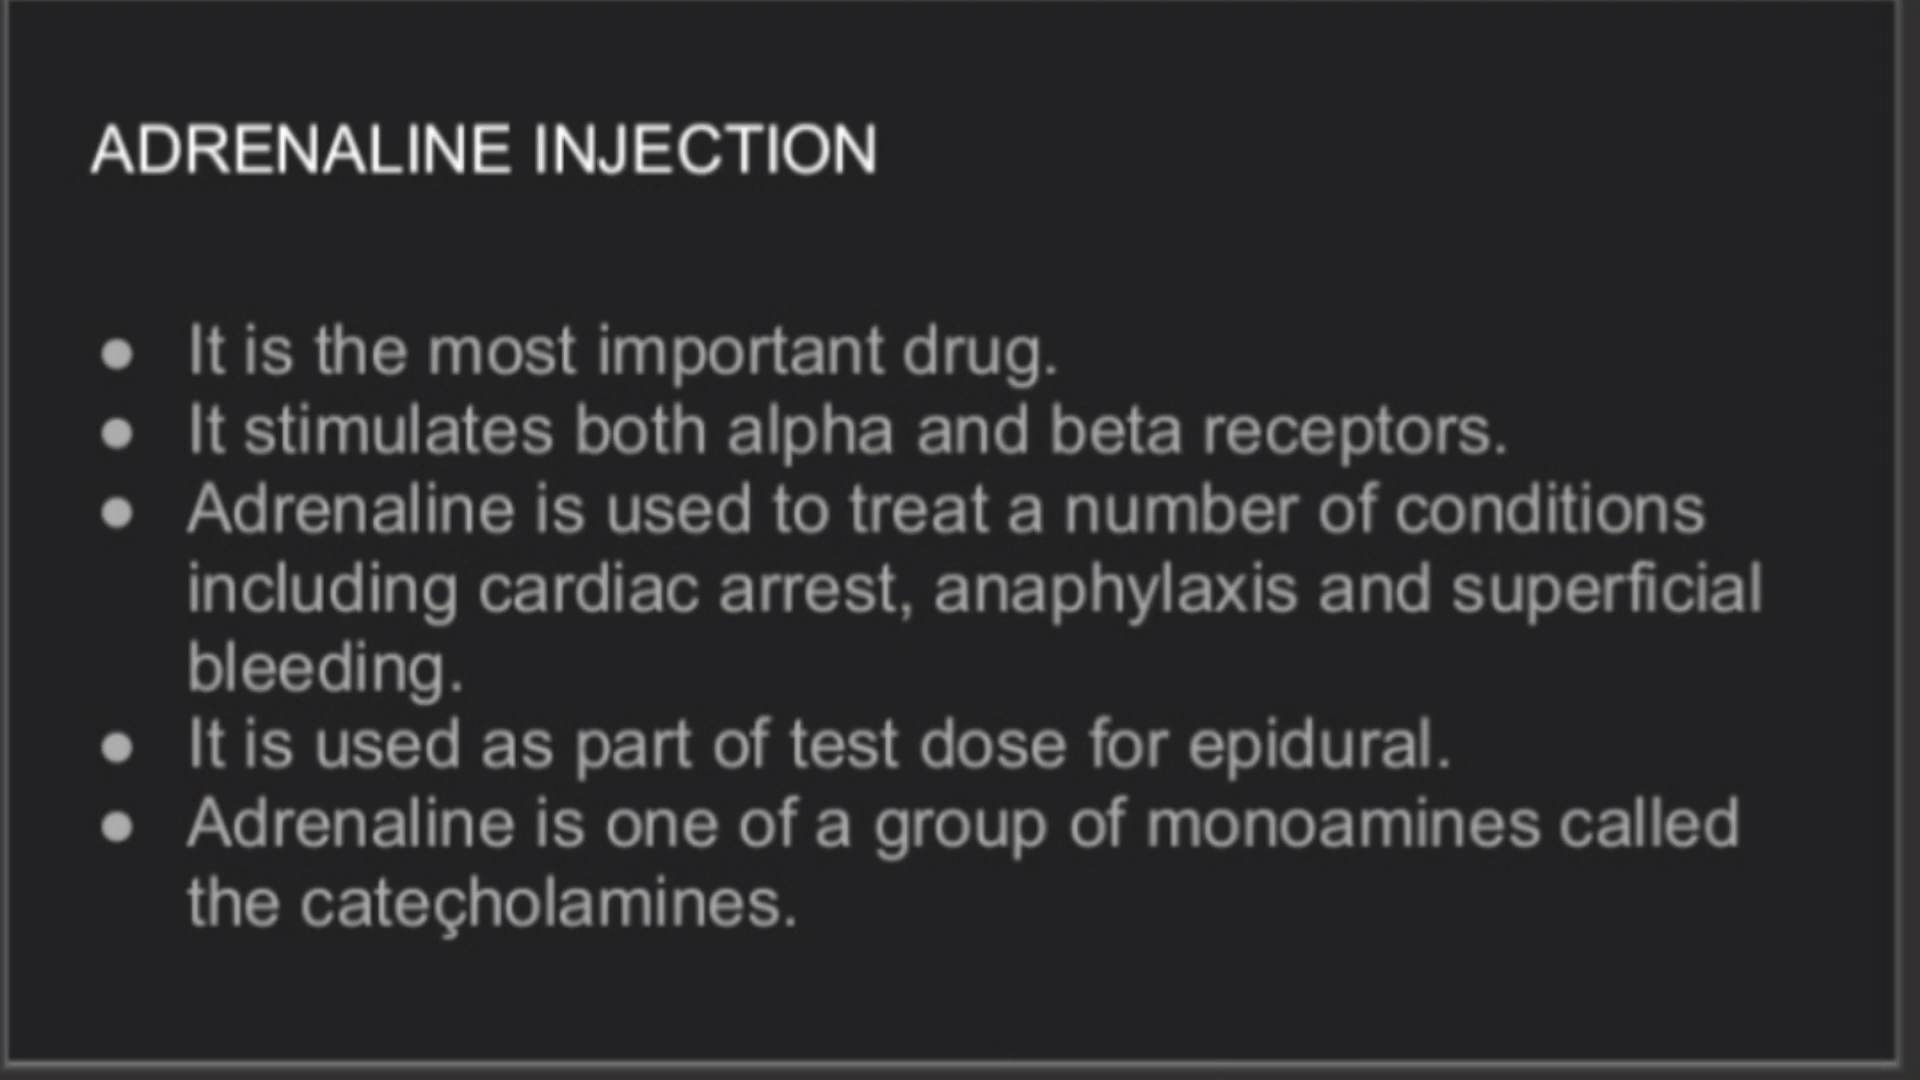 ADRENALINE INJECTION
● It is the most important drug.
● It stimulates both alpha and beta receptors.
● Adrenaline is used to treat a number of conditions
including cardiac arrest, anaphylaxis and superficial
bleeding.
● It is used as part of test dose for epidural.
● Adrenaline is one of a group of monoamines called
the cateçholamines.